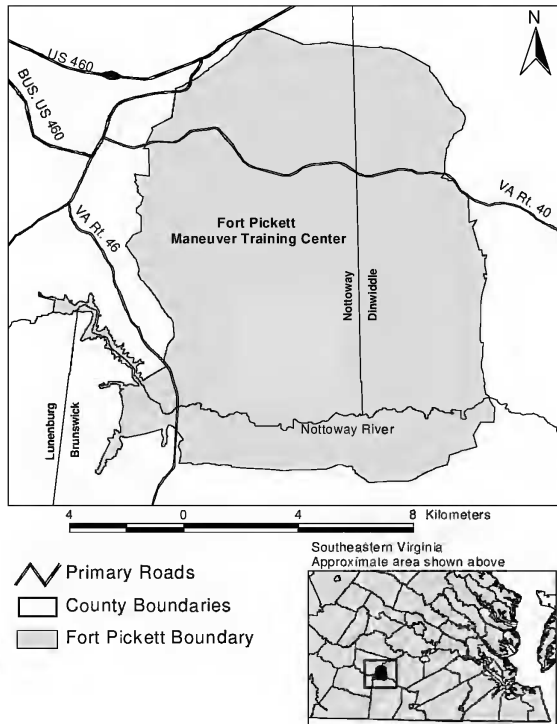 N
US 460
BUS. US 460
VA Rt. 40
Fort Pickett
Maneuver Training Center
VA Rt. 46
Nottoway
Dinwiddle
Lunenburg
Brunswick
Nottoway River
4 0 4 8 Kilometers
Southeastern Virginia
Approximate area shown above
Primary Roads
County Boundaries
Fort Pickett Boundary